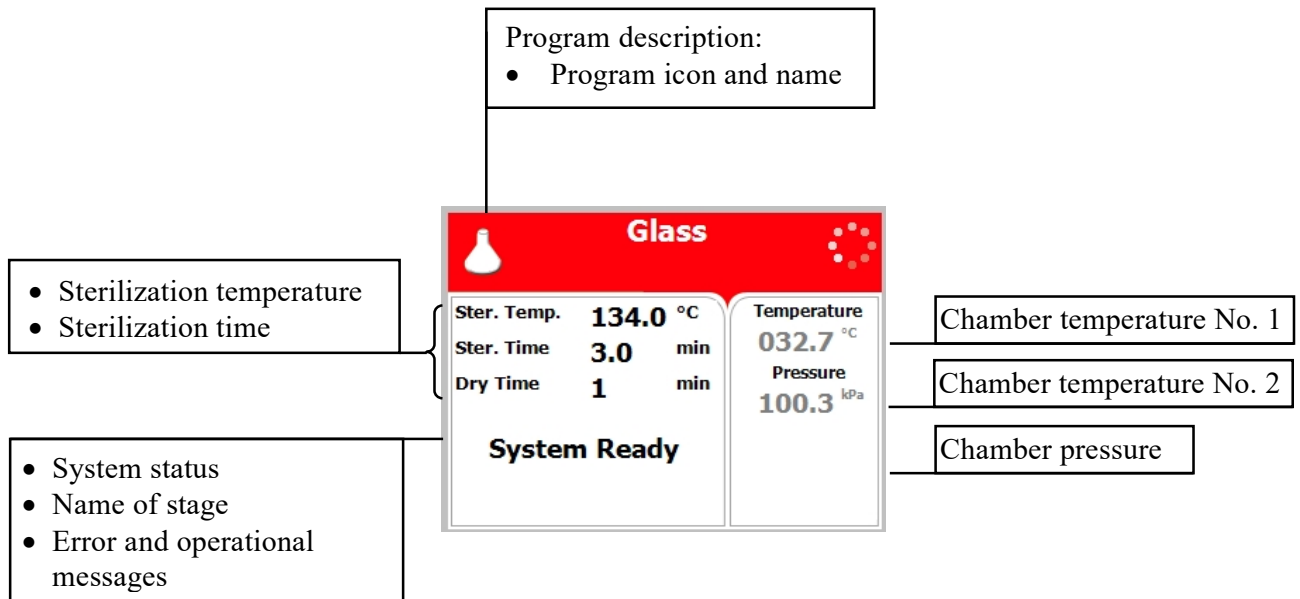 Program description:
• Program icon and name
Glass
• Sterilization temperature
• Sterilization time
Ster. Temp. 134.0 °C
Ster. Time 3.0 min
Dry Time 1 min
System Ready
Temperature
032.7 °C
Pressure
100.3 kPa
Chamber temperature No. 1
Chamber temperature No. 2
Chamber pressure
• System status
• Name of stage
• Error and operational
messages